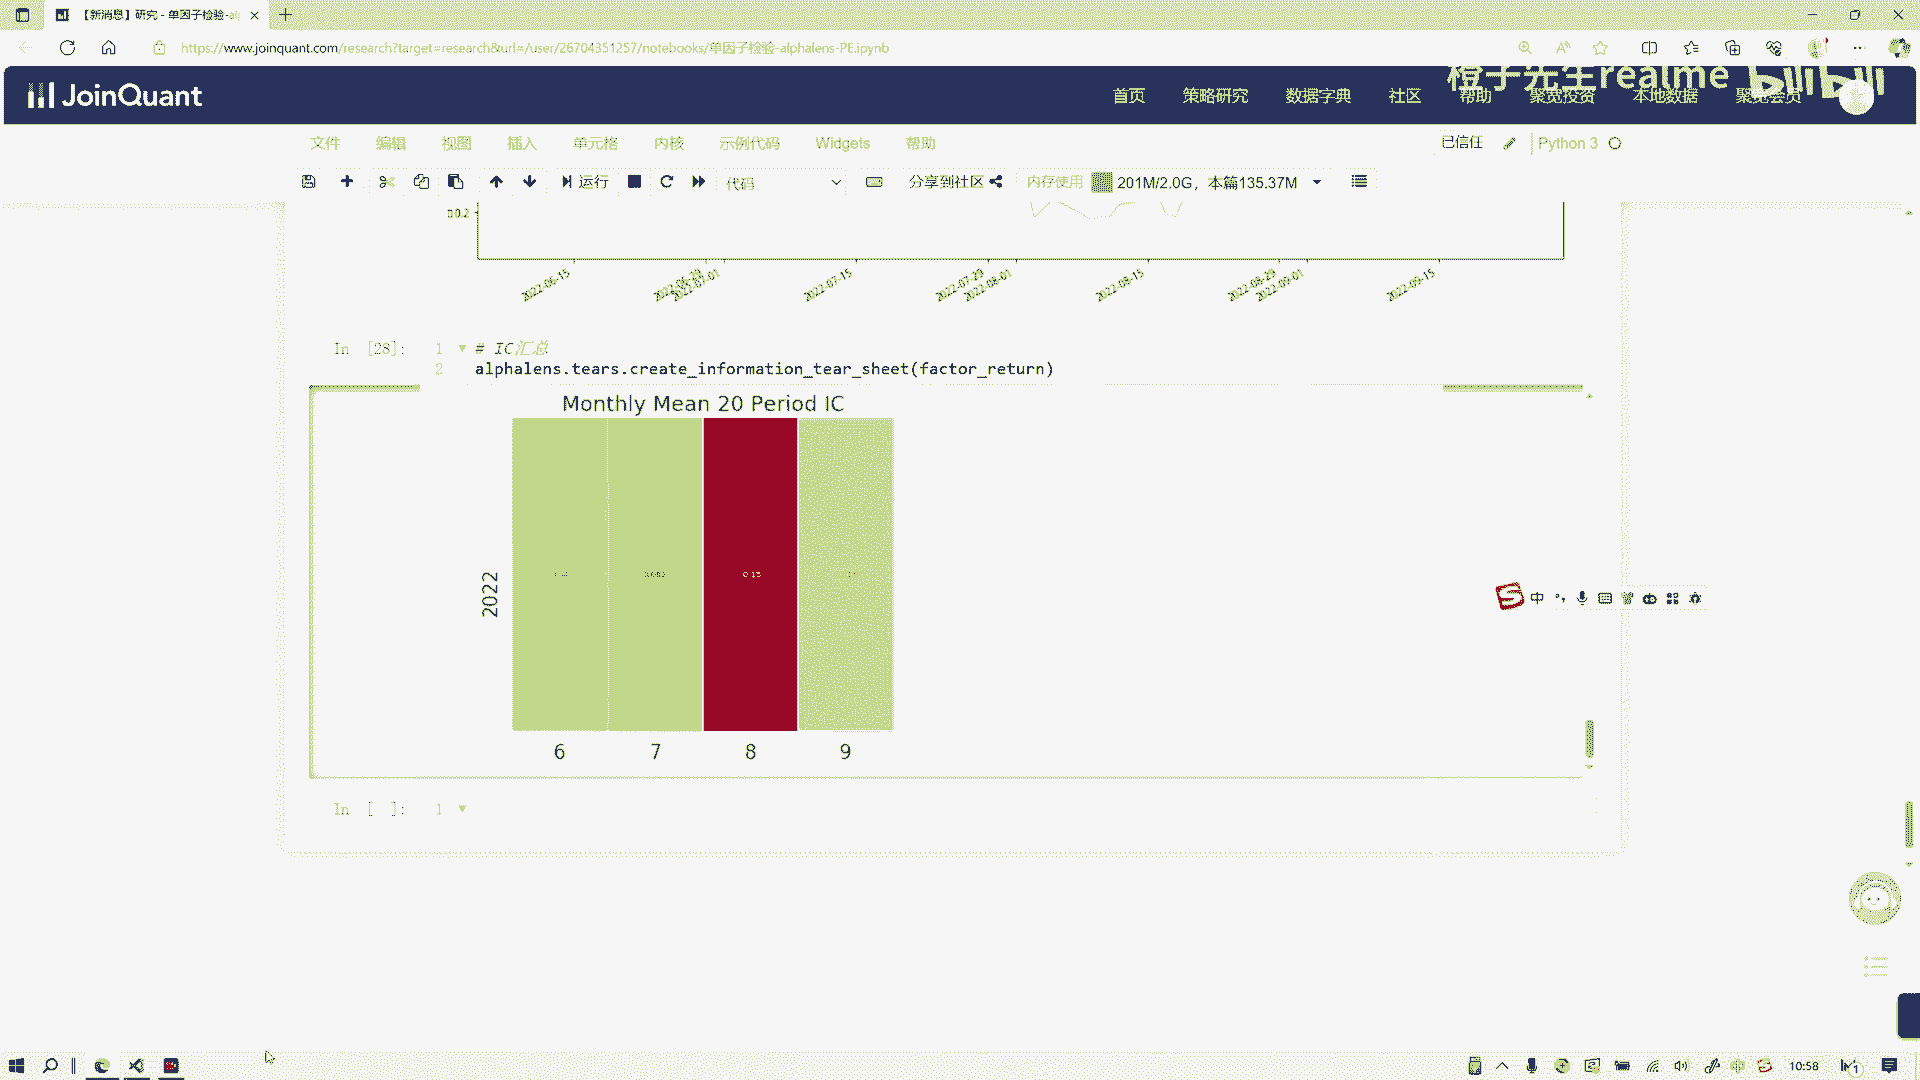 【新消息】研究 - 单因子检验-al
https://www.joinquant.com/research?target=research&url=/user/26704351257/notebooks/单因子检验-alphalens-PE.ipynb
橙子先生realme bilibili
JoinQuant
首页 策略研究 数据字典 社区 帮助 聚宽投资 本地数据 聚宽会员
文件 编辑 视图 插入 单元格 内核 示例代码 Widgets 帮助
已信任 Python 3
运行 代码 分享到社区 内存使用 201M/2.0G，本篇135.37M
0.2
2022-06-15 2022-06-29 2022-07-01 2022-07-15 2022-07-29 2022-08-01 2022-08-15 2022-08-29 2022-09-01 2022-09-15
In [28]: 1 # IC汇总
2 alphalens.tears.create_information_tear_sheet(factor_return)
Monthly Mean 20 Period IC
2022
0.15
6 7 8 9
In [ ]: 1
中
10:58